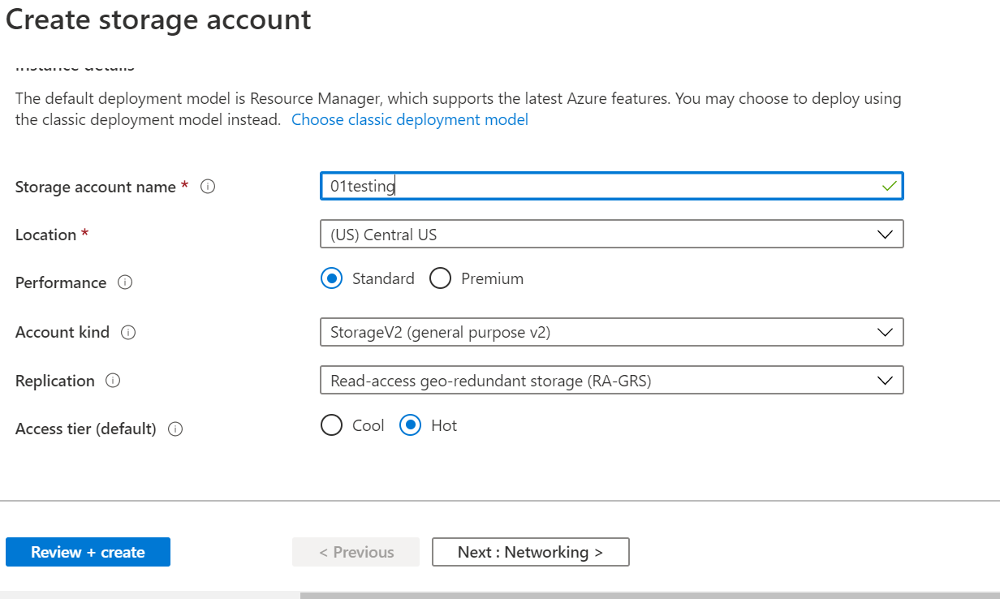 Create storage account
Instance details
The default deployment model is Resource Manager, which supports the latest Azure features. You may choose to deploy using
the classic deployment model instead. Choose classic deployment model
Storage account name *
01testing
Location *
(US) Central US
Performance
Standard Premium
Account kind
StorageV2 (general purpose v2)
Replication
Read-access geo-redundant storage (RA-GRS)
Access tier (default)
Cool Hot
Review + create
< Previous
Next : Networking >